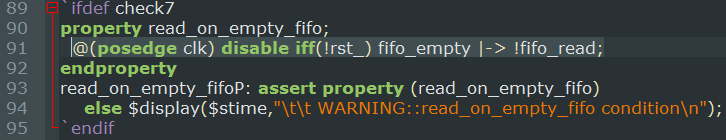 89 `ifdef check7
90 property read_on_empty_fifo;
91 @(posedge clk) disable iff(!rst_) fifo_empty |-> !fifo_read;
92 endproperty
93 read_on_empty_fifoP: assert property (read_on_empty_fifo)
94 else $display($stime,"\t\t WARNING::read_on_empty_fifo condition\n");
95 `endif